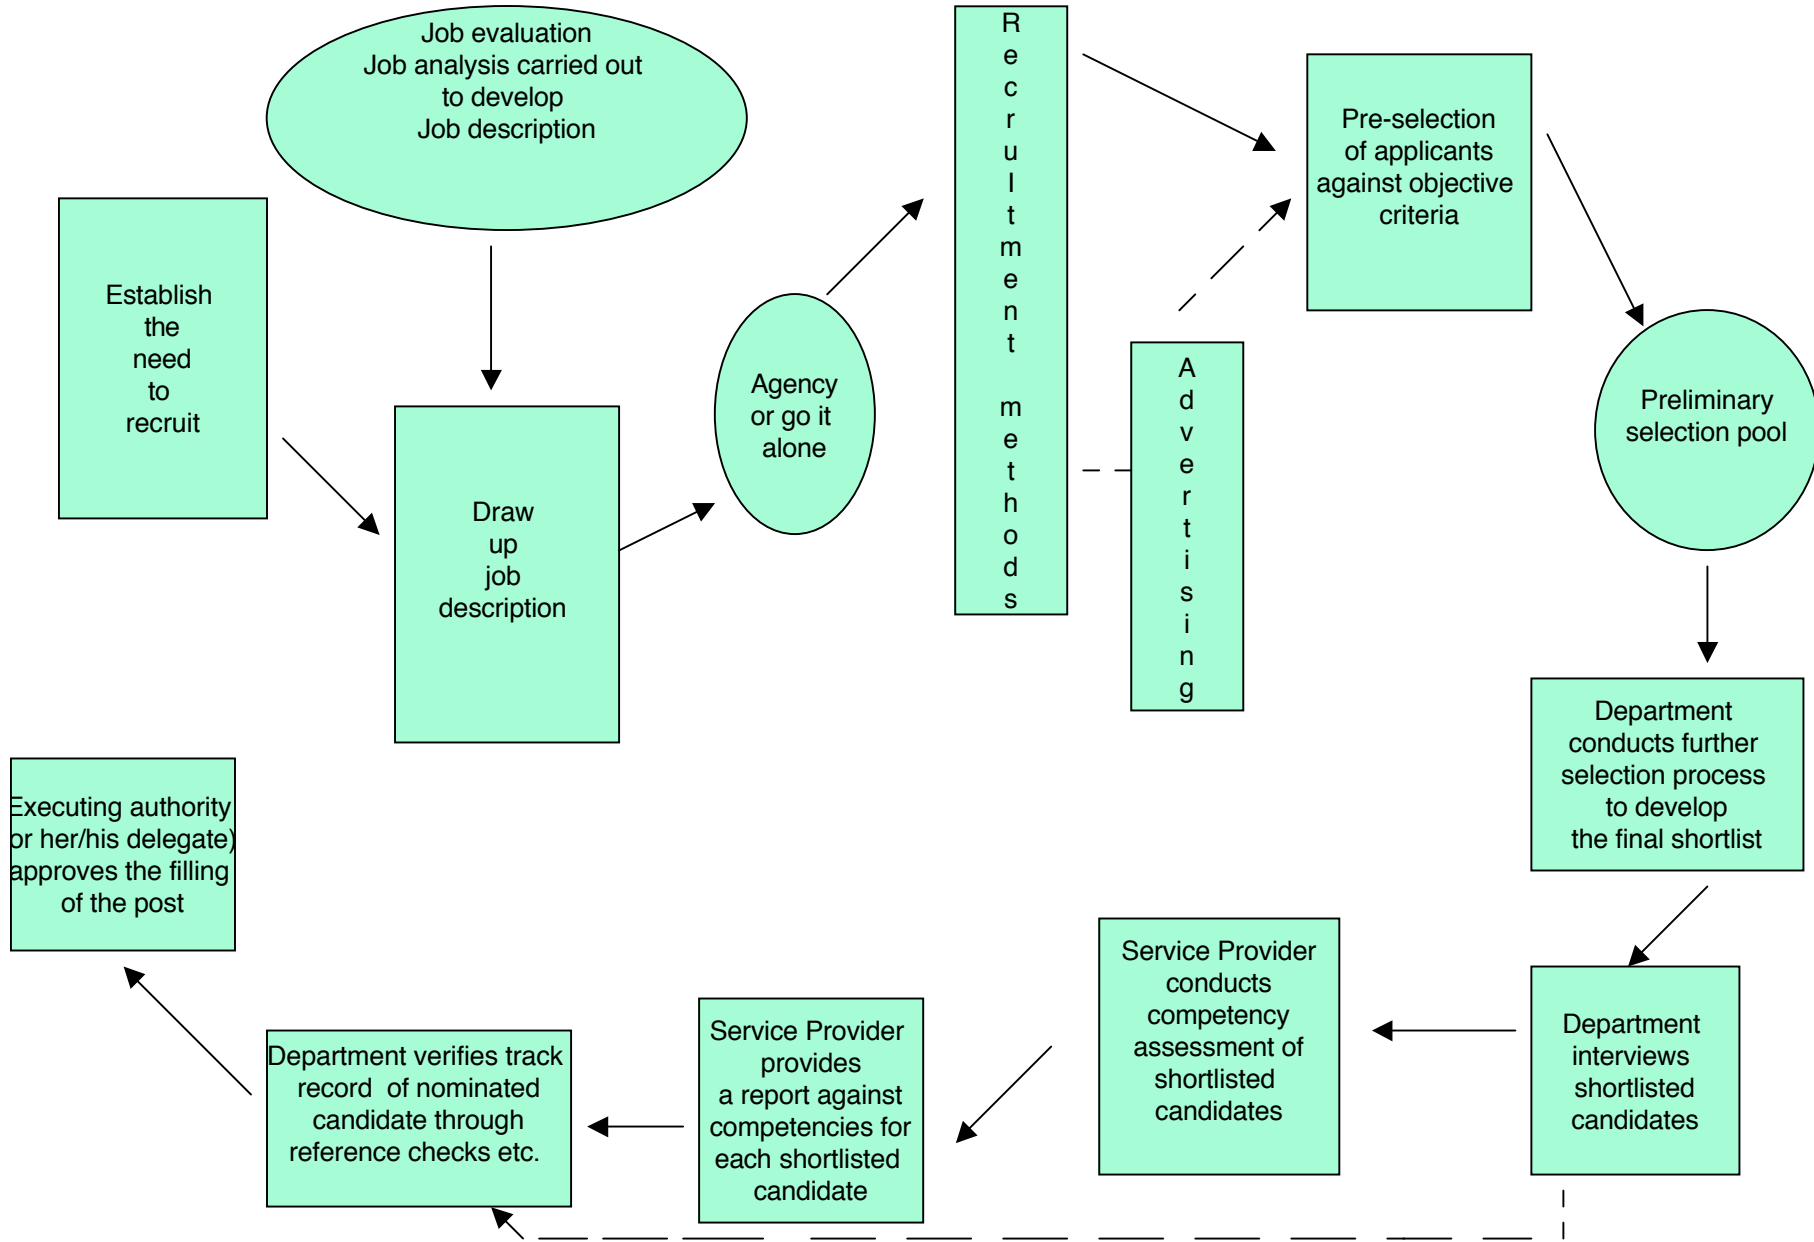 Job evaluation
Job analysis carried out
to develop
Job description
Establish
the
need
to
recruit
Draw
up
job
description
Agency
or go it
alone
R
e
c
r
u
I
t
m
e
n
t
m
e
t
h
o
d
s
A
d
v
e
r
t
i
s
i
n
g
Pre-selection
of applicants
against objective
criteria
Preliminary
selection pool
Department
conducts further
selection process
to develop
the final shortlist
Department
interviews
shortlisted
candidates
Service Provider
conducts
competency
assessment of
shortlisted
candidates
Service Provider
provides
a report against
competencies for
each shortlisted
candidate
Department verifies track
record of nominated
candidate through
reference checks etc.
Executing authority
or her/his delegate)
approves the filling
of the post